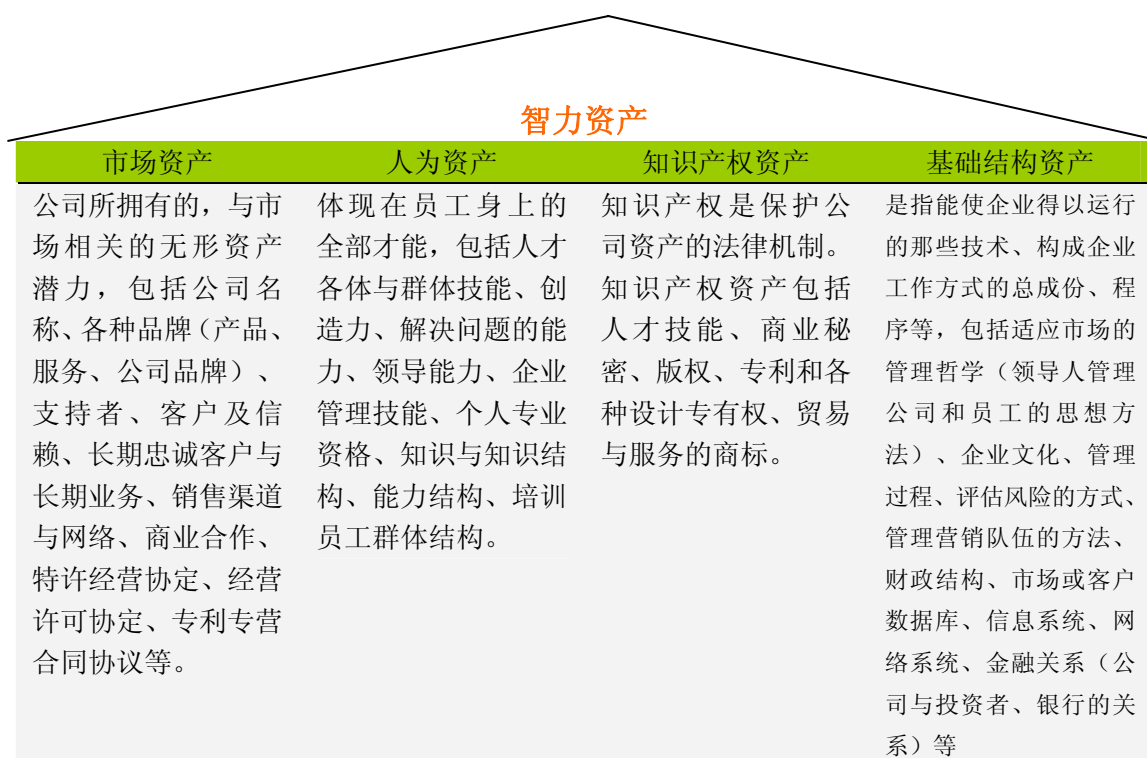 智力资产
市场资产
人为资产
知识产权资产
基础结构资产
公司所拥有的，与市
场相关的无形资产
潜力，包括公司名
称、各种品牌（产品、
服务、公司品牌）、
支持者、客户及信
赖、长期忠诚客户与
长期业务、销售渠道
与网络、商业合作、
特许经营协定、经营
许可协定、专利专营
合同协议等。
体现在员工身上的
全部才能，包括人才
各体与群体技能、创
造力、解决问题的能
力、领导能力、企业
管理技能、个人专业
资格、知识与知识结
构、能力结构、培训
员工群体结构。
知识产权是保护公
司资产的法律机制。
知识产权资产包括
人才技能、商业秘
密、版权、专利和各
种设计专有权、贸易
与服务的商标。
是指能使企业得以运行
的那些技术、构成企业
工作方式的总成份、程
序等，包括适应市场的
管理哲学（领导人管理
公司和员工的思想方
法）、企业文化、管理
过程、评估风险的方式、
管理营销队伍的方法、
财政结构、市场或客户
数据库、信息系统、网
络系统、金融关系（公
司与投资者、银行的关
系）等